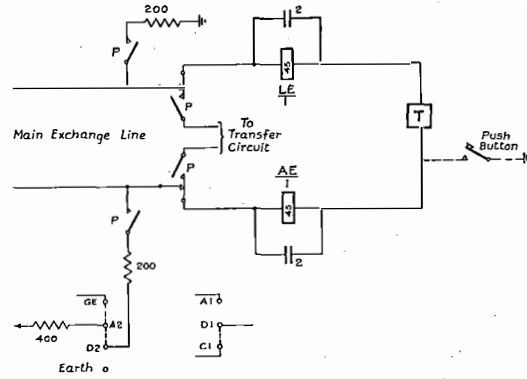 200
2
P
45
LE
1
T
P
Main Exchange Line
To
Transfer
Circuit
Push
Button
P
AE
1
P
45
2
200
GE
A1
A2
D1
400
D2
C1
Earth